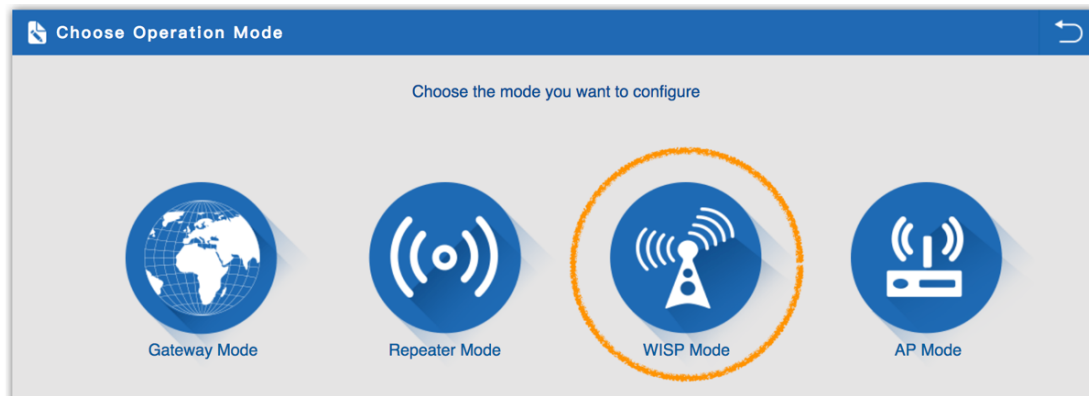 Choose Operation Mode
Choose the mode you want to configure
Gateway Mode
Repeater Mode
WISP Mode
AP Mode